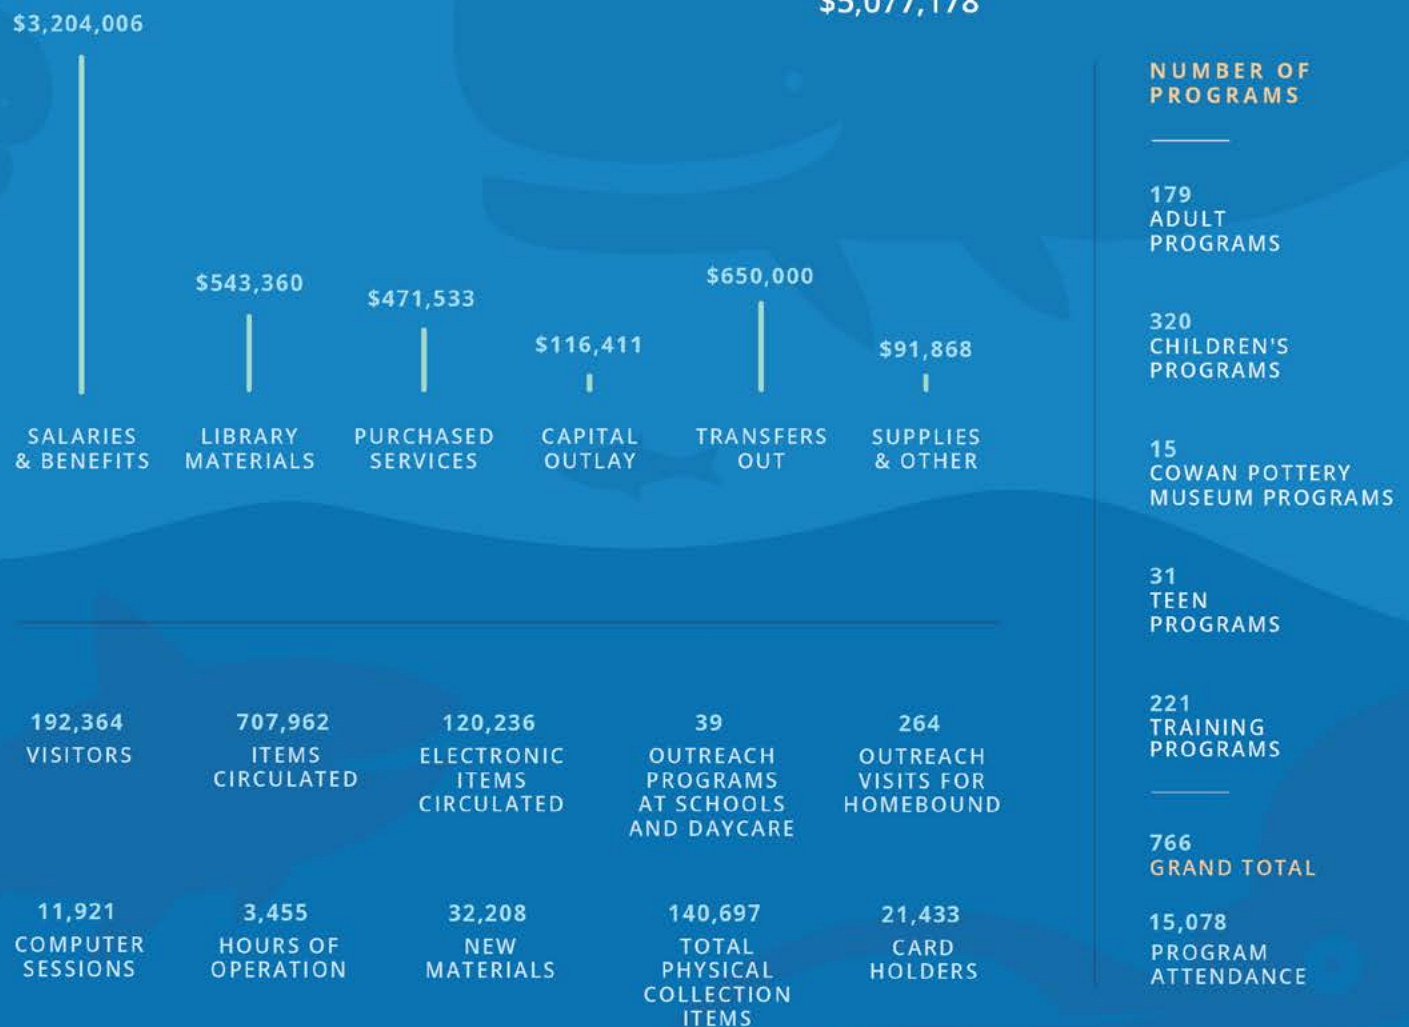 $5,077,178
$3,204,006
$543,360
$471,533
$116,411
$650,000
$91,868
SALARIES
& BENEFITS
LIBRARY
MATERIALS
PURCHASED
SERVICES
CAPITAL
OUTLAY
TRANSFERS
OUT
SUPPLIES
& OTHER
192,364
VISITORS
707,962
ITEMS
CIRCULATED
120,236
ELECTRONIC
ITEMS
CIRCULATED
39
OUTREACH
PROGRAMS
AT SCHOOLS
AND DAYCARE
264
OUTREACH
VISITS FOR
HOMEBOUND
11,921
COMPUTER
SESSIONS
3,455
HOURS OF
OPERATION
32,208
NEW
MATERIALS
140,697
TOTAL
PHYSICAL
COLLECTION
ITEMS
21,433
CARD
HOLDERS
NUMBER OF
PROGRAMS
179
ADULT
PROGRAMS
320
CHILDREN'S
PROGRAMS
15
COWAN POTTERY
MUSEUM PROGRAMS
31
TEEN
PROGRAMS
221
TRAINING
PROGRAMS
766
GRAND TOTAL
15,078
PROGRAM
ATTENDANCE